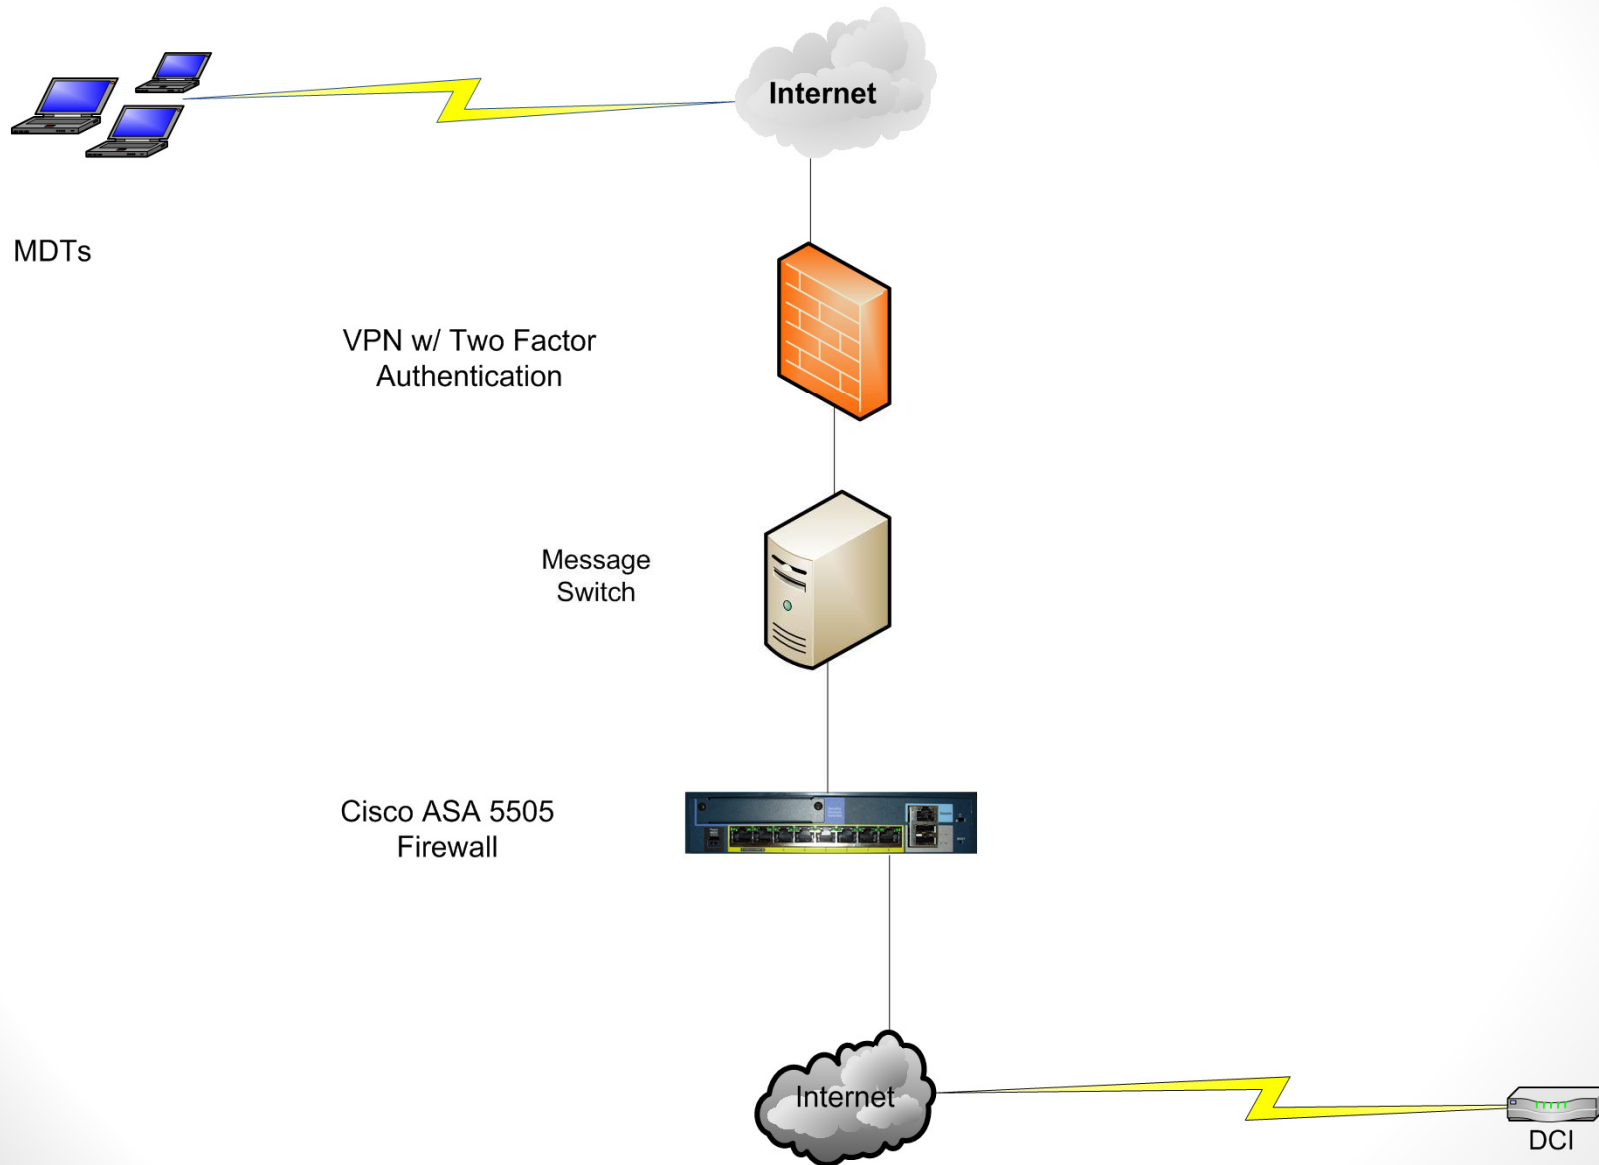 Internet
MDTs
VPN w/ Two Factor
Authentication
Message
Switch
Cisco ASA 5505
Firewall
Internet
DCI